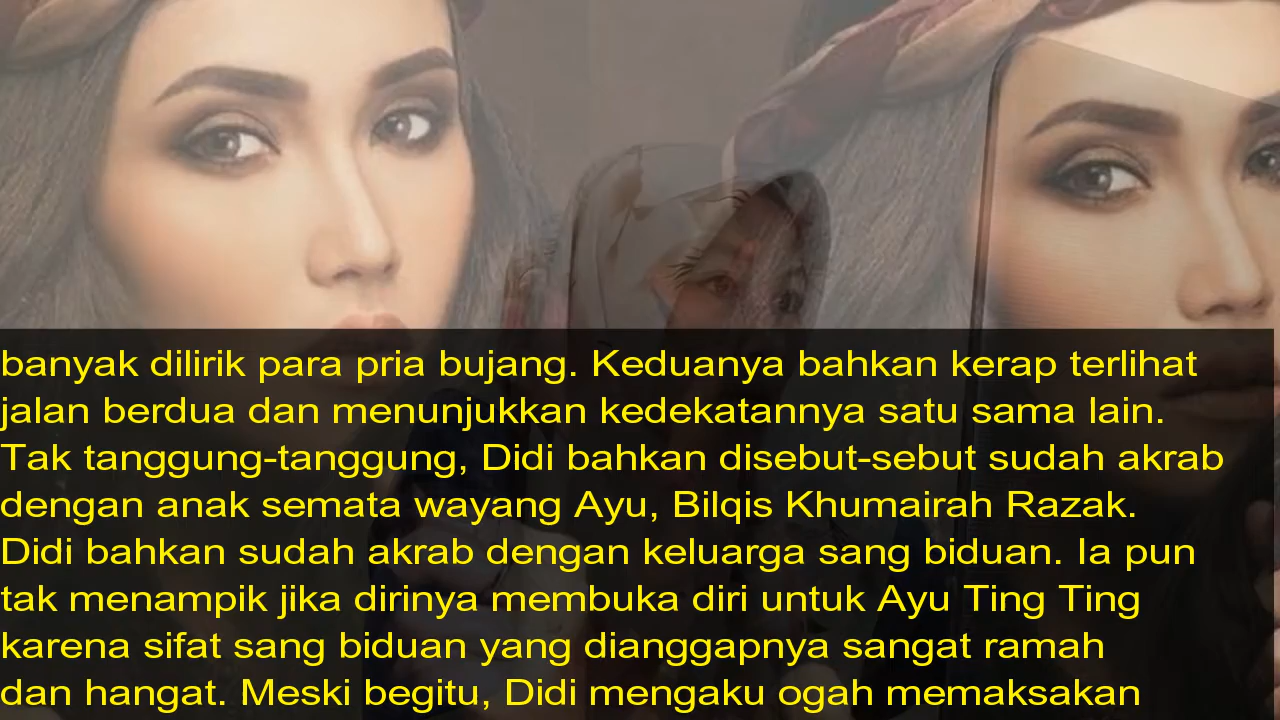 banyak dilirik para pria bujang. Keduanya bahkan kerap terlihat
jalan berdua dan menunjukkan kedekatannya satu sama lain.
Tak tanggung-tanggung, Didi bahkan disebut-sebut sudah akrab
dengan anak semata wayang Ayu, Bilqis Khumairah Razak.
Didi bahkan sudah akrab dengan keluarga sang biduan. Ia pun
tak menampik jika dirinya membuka diri untuk Ayu Ting Ting
karena sifat sang biduan yang dianggapnya sangat ramah
dan hangat. Meski begitu, Didi mengaku ogah memaksakan